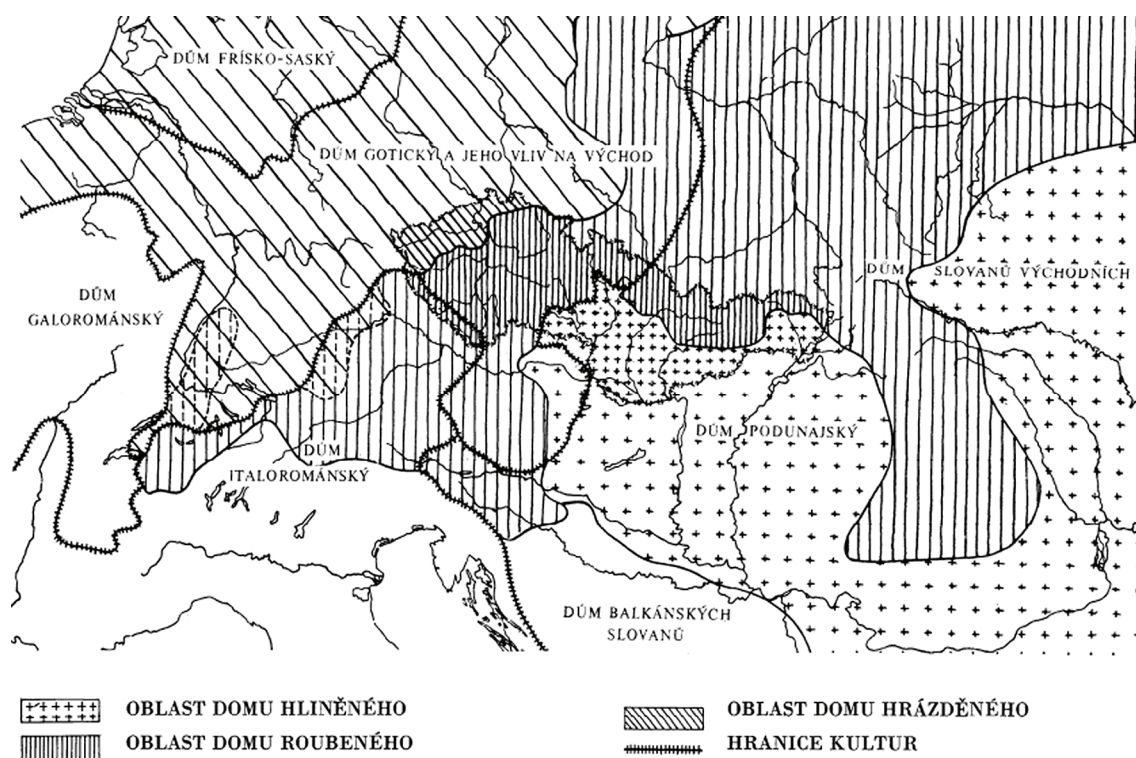 DŮM FRÍSKO-SASKÝ
DŮM GOTICKÝ A JEHO VLIV NA VÝCHOD
DŮM
GALOROMÁNSKÝ
DŮM SLOVANŮ VÝCHODNÍCH
DŮM PODUNAJSKÝ
DŮM
ITALOROMÁNSKÝ
DŮM BALKÁNSKÝCH
SLOVANŮ
OBLAST DOMU HLINĚNÉHO
OBLAST DOMU ROUBENÉHO
OBLAST DOMU HRÁZDĚNÉHO
HRANICE KULTUR